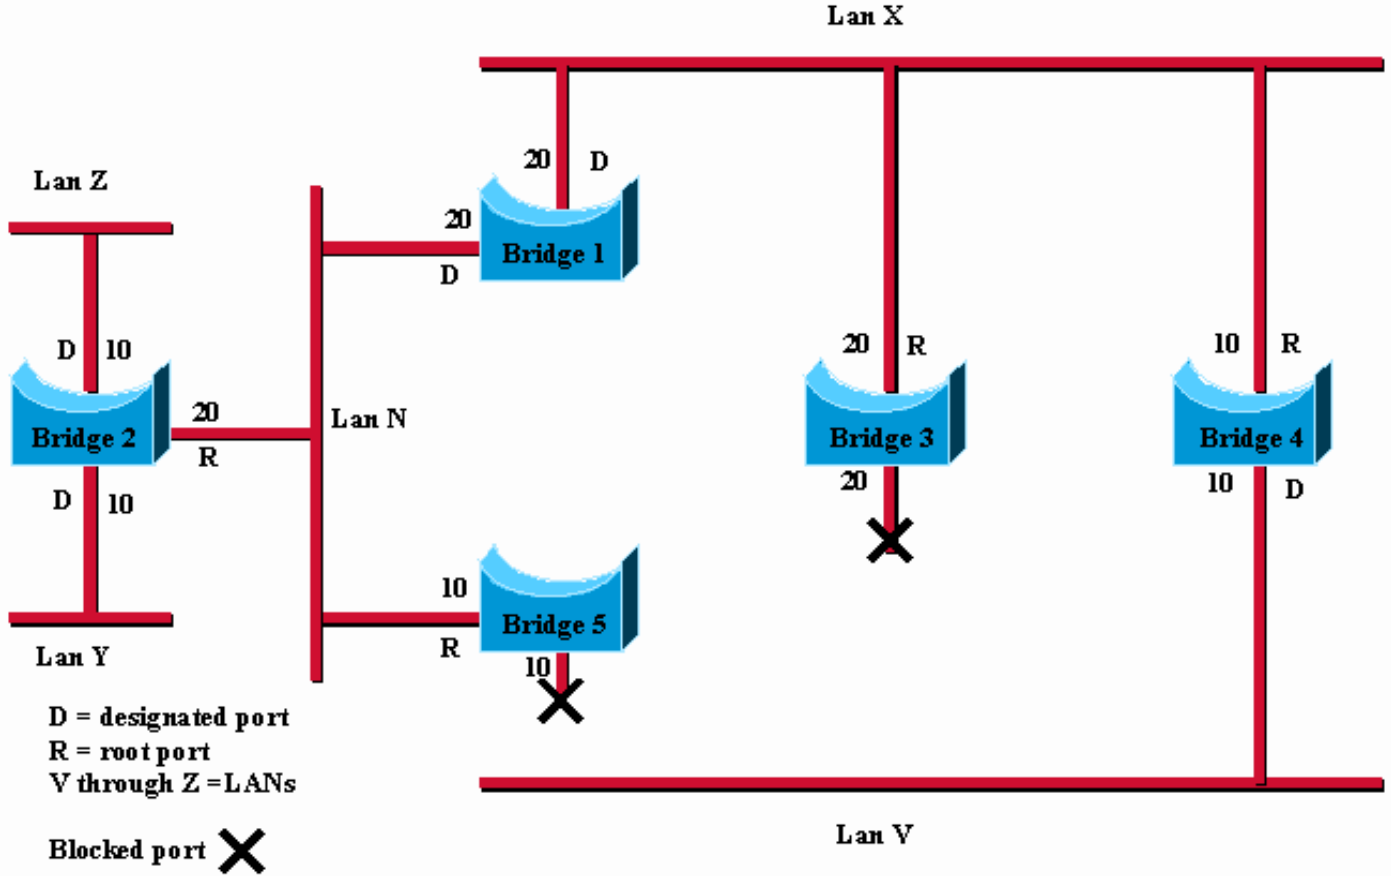 Lan X
20 D
Lan Z
20
Bridge 1
D
D 10
20 R
10 R
20
Lan N
Bridge 2
Bridge 3
Bridge 4
R
D 10
20
10 D
10
Bridge 5
R
10
Lan Y
D = designated port
R = root port
V through Z =LANs
Lan V
Blocked port